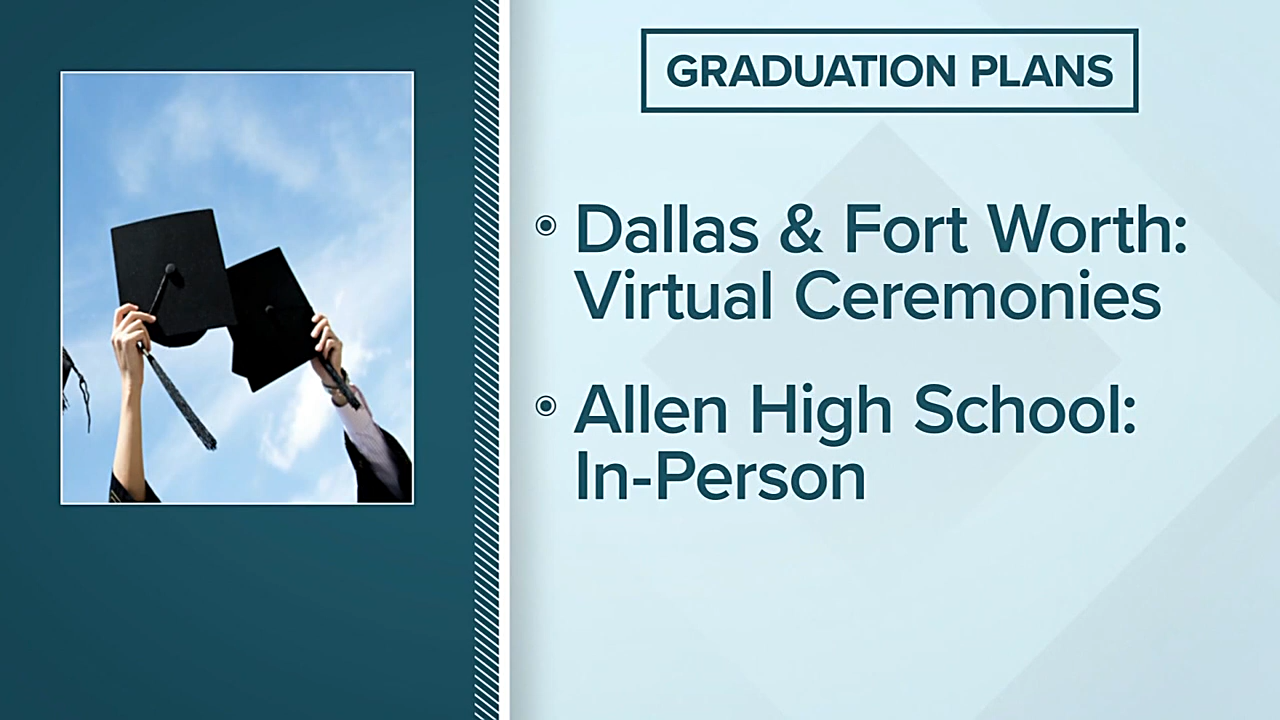 GRADUATION PLANS
Dallas & Fort Worth:
Virtual Ceremonies
Allen High School:
In-Person